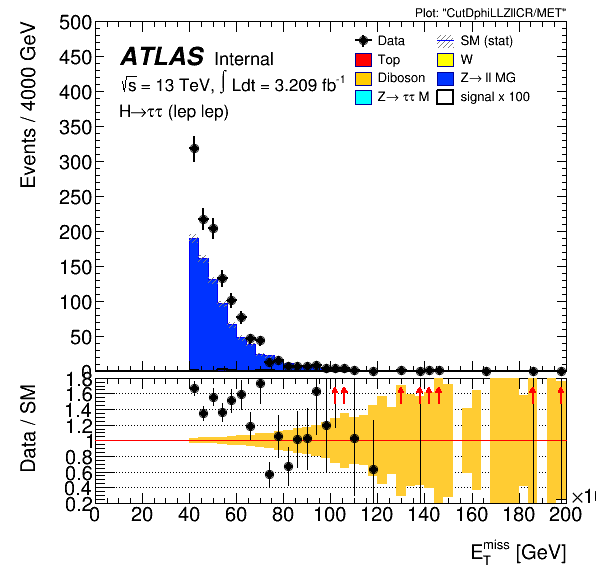 Plot: "CutDphiLLZllCR/MET"
Events / 4000 GeV
500
450
400
350
300
250
200
150
100
50
0
ATLAS Internal
√s = 13 TeV, ∫ Ldt = 3.209 fb⁻¹
H→ττ (lep lep)
Data
SM (stat)
Top
W
Diboson
Z→ ll MG
Z→ ττ M
signal x 100
Data / SM
1.8
1.6
1.4
1.2
1
0.8
0.6
0.4
0.2
0 20 40 60 80 100 120 140 160 180 200
E_T^miss [GeV]